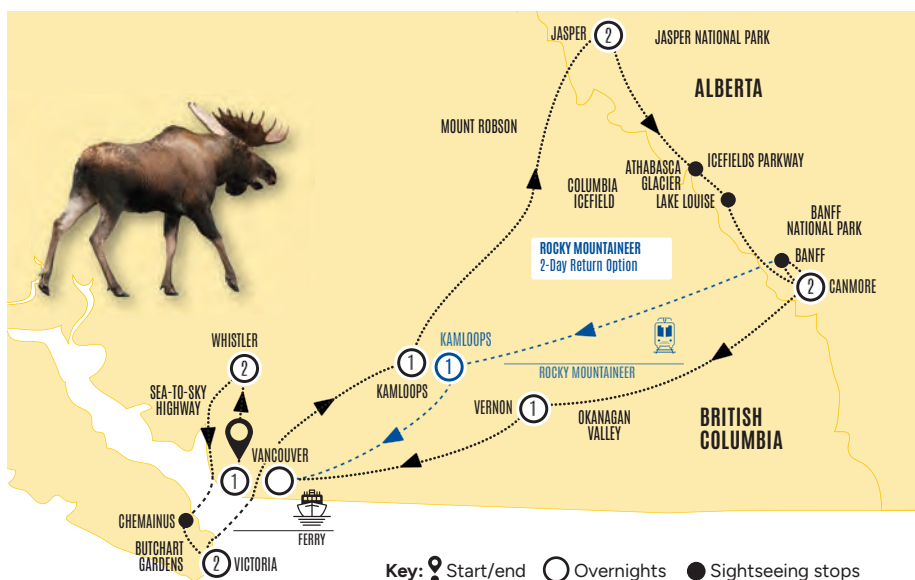 JASPER
2
JASPER NATIONAL PARK
ALBERTA
MOUNT ROBSON
ATHABASCA
GLACIER
ICEFIELDS PARKWAY
COLUMBIA
ICEFIELD
LAKE LOUISE
BANFF
NATIONAL PARK
ROCKY MOUNTAINEER
2-Day Return Option
BANFF
2
CANMORE
WHISTLER
2
SEA-TO-SKY
HIGHWAY
KAMLOOPS
1
1
KAMLOOPS
ROCKY MOUNTAINEER
VERNON
1
OKANAGAN
VALLEY
BRITISH
COLUMBIA
VANCOUVER
1
CHEMAINUS
BUTCHART
GARDENS
2
VICTORIA
FERRY
Key: Start/end Overnights Sightseeing stops